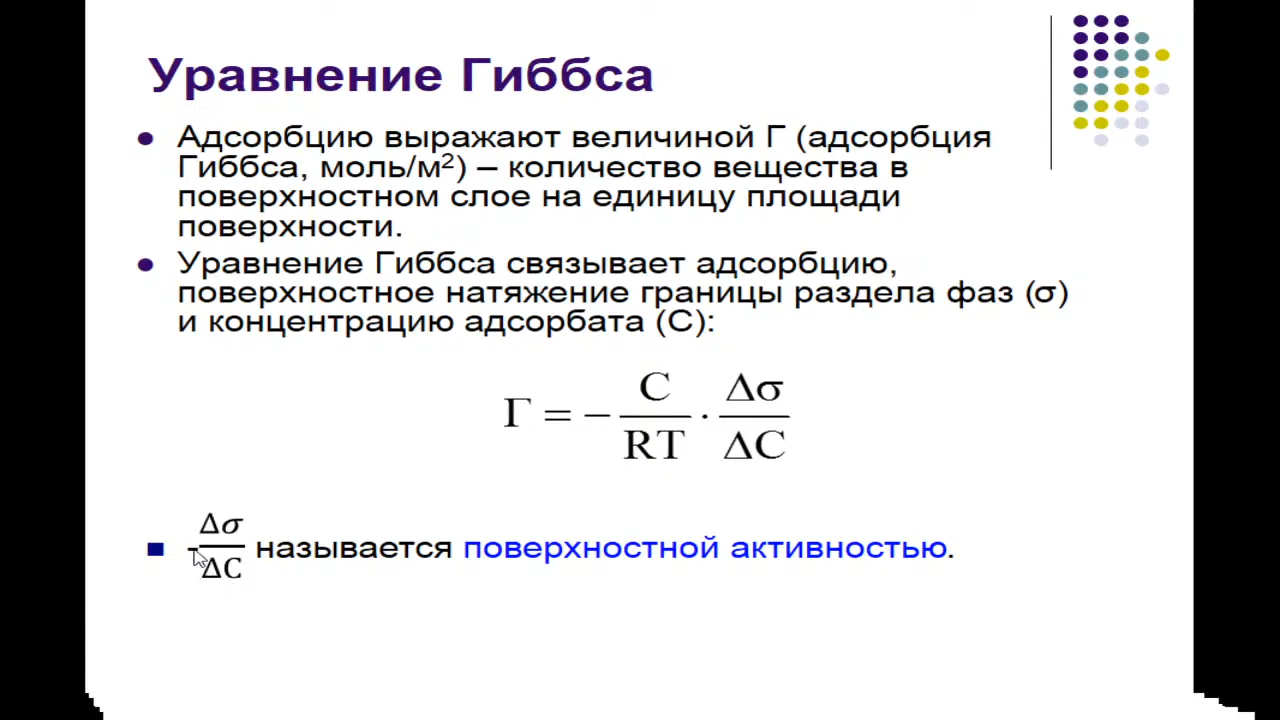 Уравнение Гиббса
Адсорбцию выражают величиной Г (адсорбция
Гиббса, моль/м²) – количество вещества в
поверхностном слое на единицу площади
поверхности.
Уравнение Гиббса связывает адсорбцию,
поверхностное натяжение границы раздела фаз (σ)
и концентрацию адсорбата (С):
Γ = − C/RT · Δσ/ΔC
-Δσ/ΔC называется поверхностной активностью.